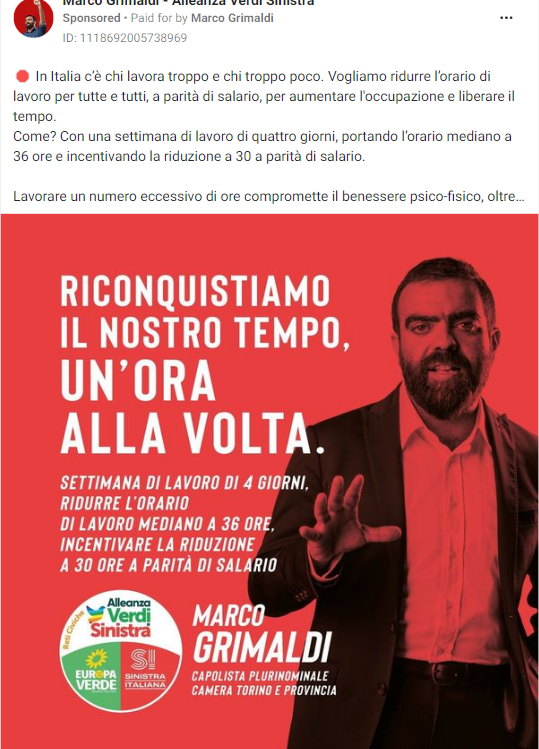 Marco Grimaldi - Alleanza Verdi Sinistra
Sponsored • Paid for by Marco Grimaldi
ID: 1118692005738969
🔴 In Italia c’è chi lavora troppo e chi troppo poco. Vogliamo ridurre l’orario di
lavoro per tutte e tutti, a parità di salario, per aumentare l'occupazione e liberare il
tempo.
Come? Con una settimana di lavoro di quattro giorni, portando l’orario mediano a
36 ore e incentivando la riduzione a 30 a parità di salario.
Lavorare un numero eccessivo di ore compromette il benessere psico-fisico, oltre...
RICONQUISTIAMO
IL NOSTRO TEMPO,
UN’ORA
ALLA VOLTA.
SETTIMANA DI LAVORO DI 4 GIORNI,
RIDURRE L’ORARIO
DI LAVORO MEDIANO A 36 ORE,
INCENTIVARE LA RIDUZIONE
A 30 ORE A PARITÀ DI SALARIO
Reti Civiche
Alleanza
Verdi
Sinistra
EUROPA
VERDE
SI
SINISTRA
ITALIANA
MARCO
GRIMALDI
CAPOLISTA PLURINOMINALE
CAMERA TORINO E PROVINCIA